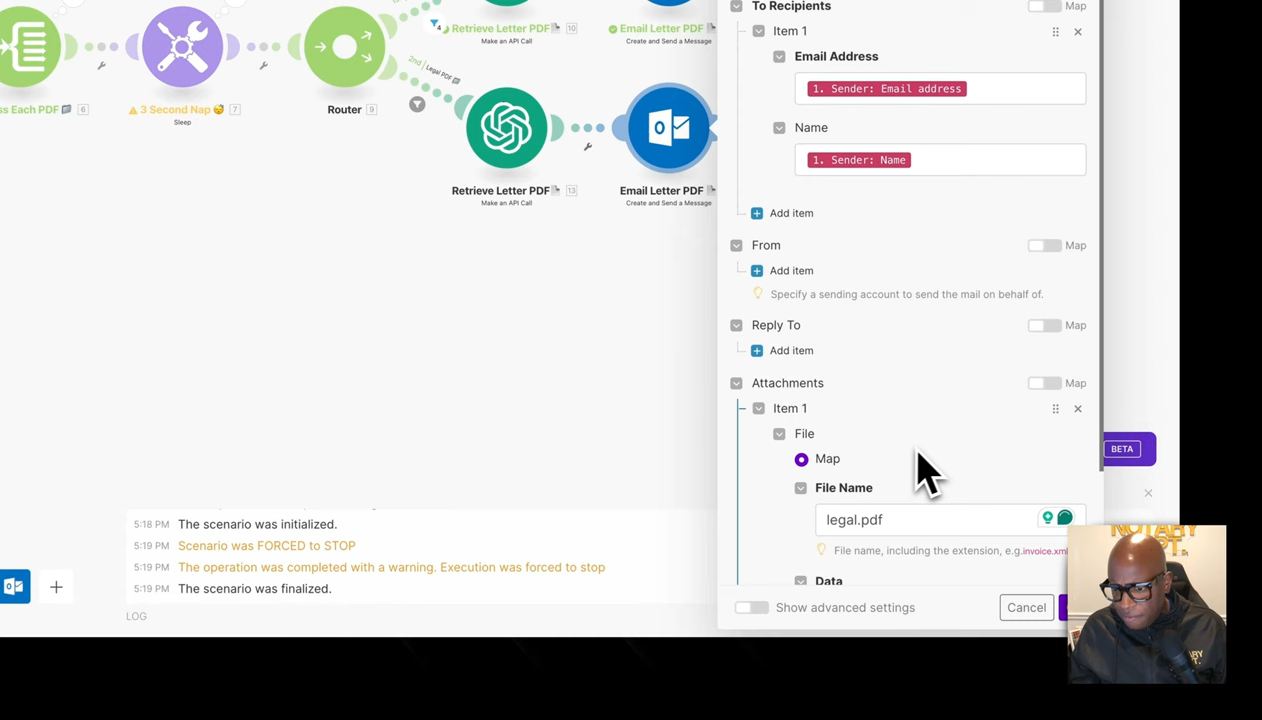 To Recipients
Map
Item 1
Email Address
1. Sender: Email address
Name
1. Sender: Name
Add item
From
Map
Add item
Specify a sending account to send the mail on behalf of.
Reply To
Map
Add item
Attachments
Map
Item 1
File
Map
File Name
legal.pdf
File name, including the extension, e.g.invoice.xml
Data
Show advanced settings
Cancel
4
Retrieve Letter PDF 10
Make an API Call
Email Letter PDF
Create and Send a Message
2nd | Legal PDF
ss Each PDF 6
3 Second Nap 7
Sleep
Router 9
Retrieve Letter PDF 13
Make an API Call
Email Letter PDF
Create and Send a Message
BETA
5:18 PM The scenario was initialized.
5:19 PM Scenario was FORCED to STOP
5:19 PM The operation was completed with a warning. Execution was forced to stop
5:19 PM The scenario was finalized.
LOG
NOTARY